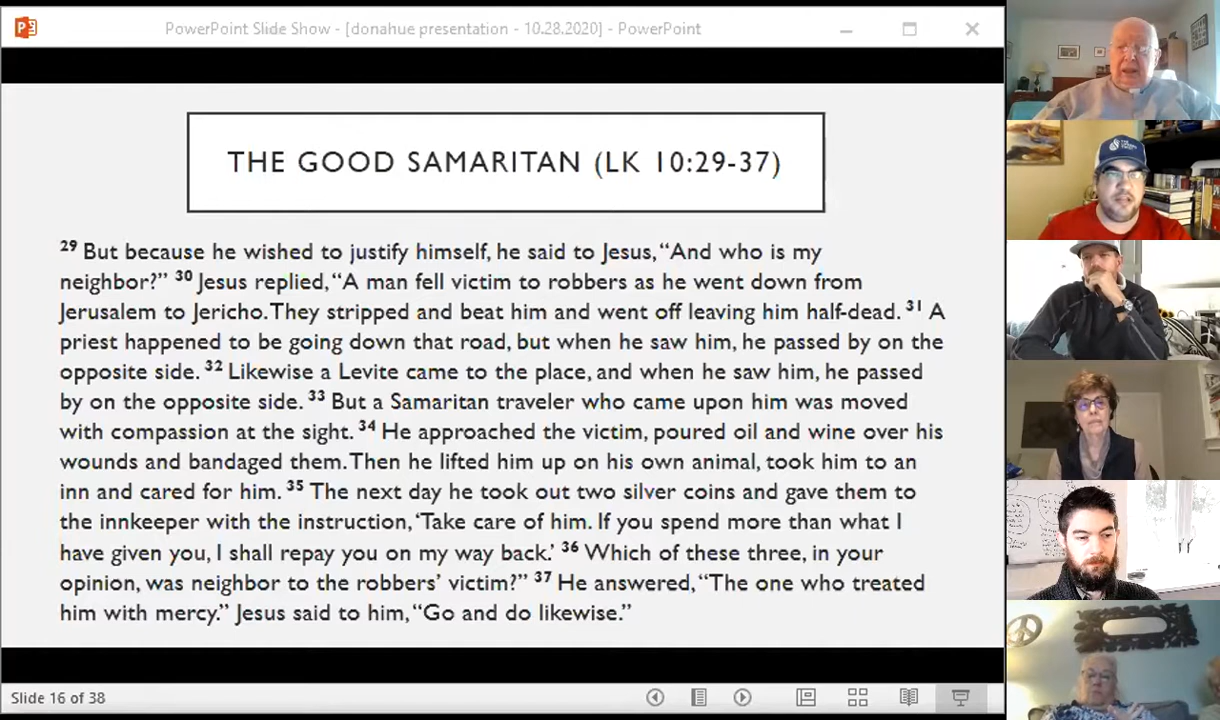 PowerPoint Slide Show - [donahue presentation - 10.28.2020] - PowerPoint
THE GOOD SAMARITAN (LK 10:29-37)
29 But because he wished to justify himself, he said to Jesus, “And who is my
neighbor?” 30 Jesus replied, “A man fell victim to robbers as he went down from
Jerusalem to Jericho. They stripped and beat him and went off leaving him half-dead. 31 A
priest happened to be going down that road, but when he saw him, he passed by on the
opposite side. 32 Likewise a Levite came to the place, and when he saw him, he passed
by on the opposite side. 33 But a Samaritan traveler who came upon him was moved
with compassion at the sight. 34 He approached the victim, poured oil and wine over his
wounds and bandaged them. Then he lifted him up on his own animal, took him to an
inn and cared for him. 35 The next day he took out two silver coins and gave them to
the innkeeper with the instruction, ‘Take care of him. If you spend more than what I
have given you, I shall repay you on my way back.’ 36 Which of these three, in your
opinion, was neighbor to the robbers’ victim?” 37 He answered, “The one who treated
him with mercy.” Jesus said to him, “Go and do likewise.”
Slide 16 of 38